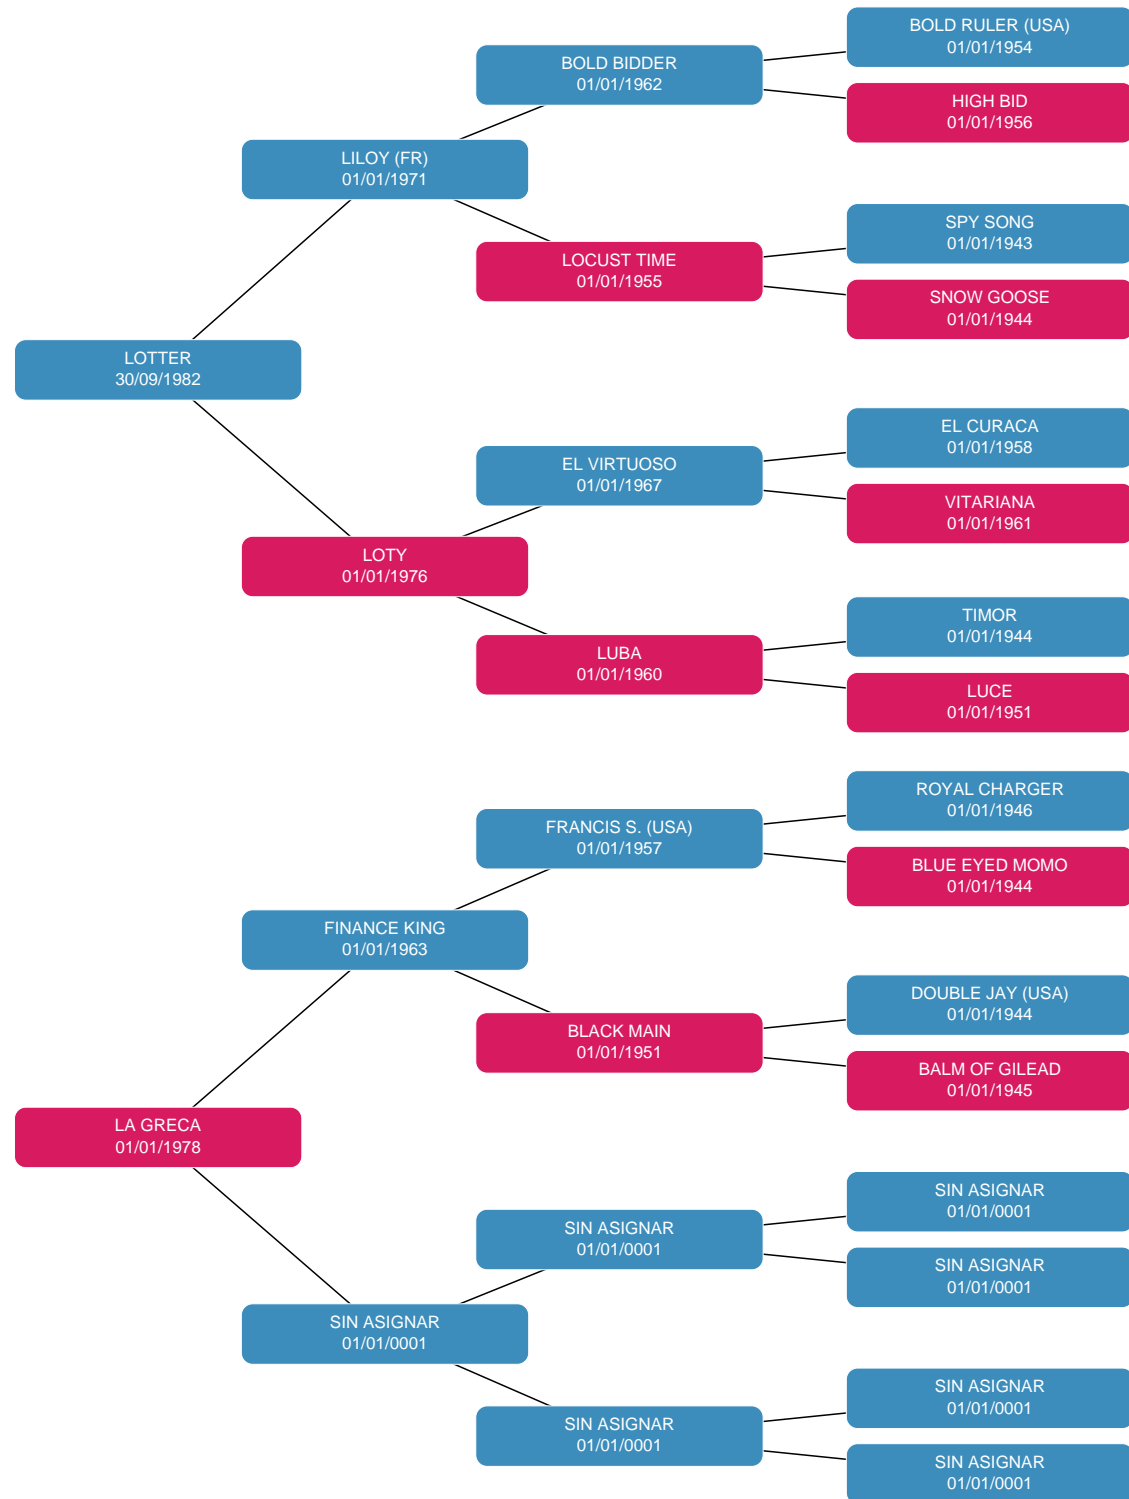 BOLD RULER (USA)
01/01/1954
BOLD BIDDER
01/01/1962
HIGH BID
01/01/1956
LILOY (FR)
01/01/1971
SPY SONG
01/01/1943
LOCUST TIME
01/01/1955
SNOW GOOSE
01/01/1944
LOTTER
30/09/1982
EL CURACA
01/01/1958
EL VIRTUOSO
01/01/1967
VITARIANA
01/01/1961
LOTY
01/01/1976
TIMOR
01/01/1944
LUBA
01/01/1960
LUCE
01/01/1951
ROYAL CHARGER
01/01/1946
FRANCIS S. (USA)
01/01/1957
BLUE EYED MOMO
01/01/1944
FINANCE KING
01/01/1963
DOUBLE JAY (USA)
01/01/1944
BLACK MAIN
01/01/1951
BALM OF GILEAD
01/01/1945
LA GRECA
01/01/1978
SIN ASIGNAR
01/01/0001
SIN ASIGNAR
01/01/0001
SIN ASIGNAR
01/01/0001
SIN ASIGNAR
01/01/0001
SIN ASIGNAR
01/01/0001
SIN ASIGNAR
01/01/0001
SIN ASIGNAR
01/01/0001